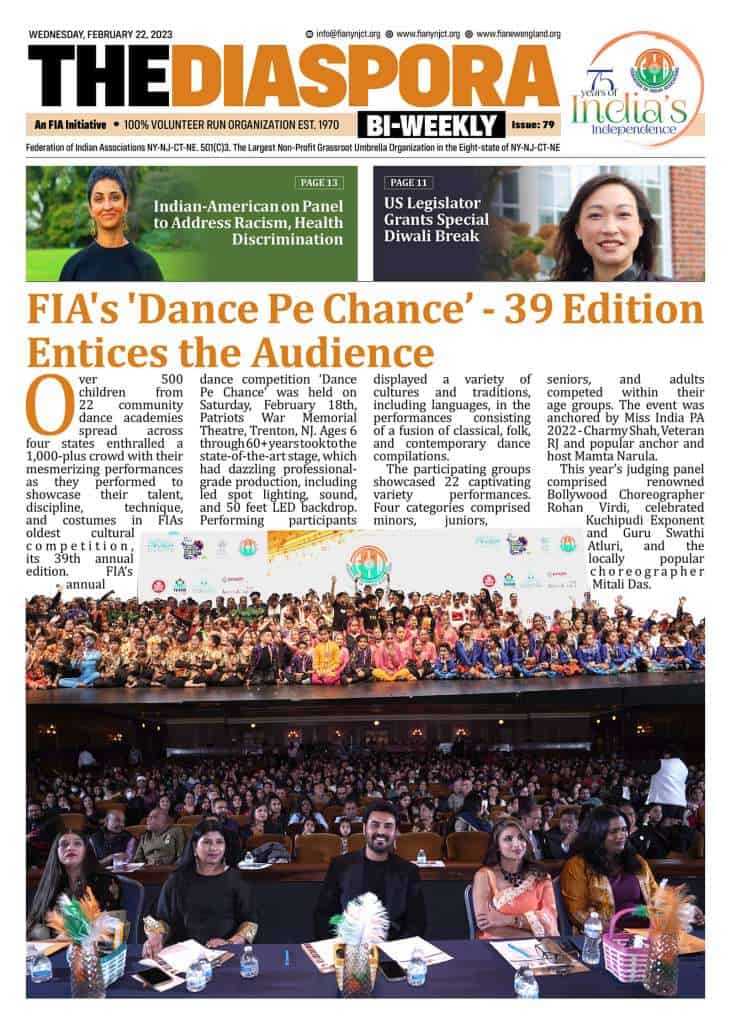 WEDNESDAY, FEBRUARY 22, 2023
info@fianynjct.org www.fianynjct.org www.fianewengland.org
THEDIASPORA
An FIA Initiative • 100% VOLUNTEER RUN ORGANIZATION EST. 1970
BI-WEEKLY
Issue: 79
Federation of Indian Associations NY-NJ-CT-NE. 501(C)3. The Largest Non-Profit Grassroot Umbrella Organization in the Eight-state of NY-NJ-CT-NE
75
years of
India's
Independence
PAGE 13
Indian-American on Panel
to Address Racism, Health
Discrimination
PAGE 11
US Legislator
Grants Special
Diwali Break
FIA's 'Dance Pe Chance’ - 39 Edition
Entices the Audience
Over 500
children from
22 community
dance academies
spread across
four states enthralled a
1,000-plus crowd with their
mesmerizing performances
as they performed to
showcase their talent,
discipline, technique,
and costumes in FIAs
oldest cultural
competition,
its 39th annual
edition. FIA’s
annual
dance competition ‘Dance
Pe Chance’ was held on
Saturday, February 18th,
Patriots War Memorial
Theatre, Trenton, NJ. Ages 6
through 60+ years took to the
state-of-the-art stage, which
had dazzling professional-
grade production, including
led spot lighting, sound,
and 50 feet LED backdrop.
Performing participants
displayed a variety of
cultures and traditions,
including languages, in the
performances consisting
of a fusion of classical, folk,
and contemporary dance
compilations.
The participating groups
showcased 22 captivating
variety performances.
Four categories comprised
minors, juniors,
seniors, and adults
competed within their
age groups. The event was
anchored by Miss India PA
2022 - Charmy Shah, Veteran
RJ and popular anchor and
host Mamta Narula.
This year’s judging panel
comprised renowned
Bollywood Choreographer
Rohan Virdi, celebrated
Kuchipudi Exponent
and Guru Swathi
Atluri, and the
locally popular
choreographer
Mitali Das.